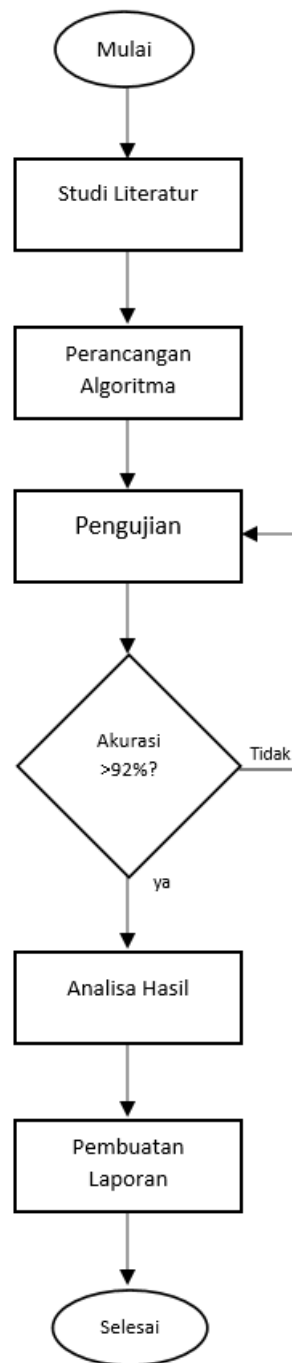 Mulai
Studi Literatur
Perancangan
Algoritma
Pengujian
Akurasi
>92%?
Tidak
ya
Analisa Hasil
Pembuatan
Laporan
Selesai